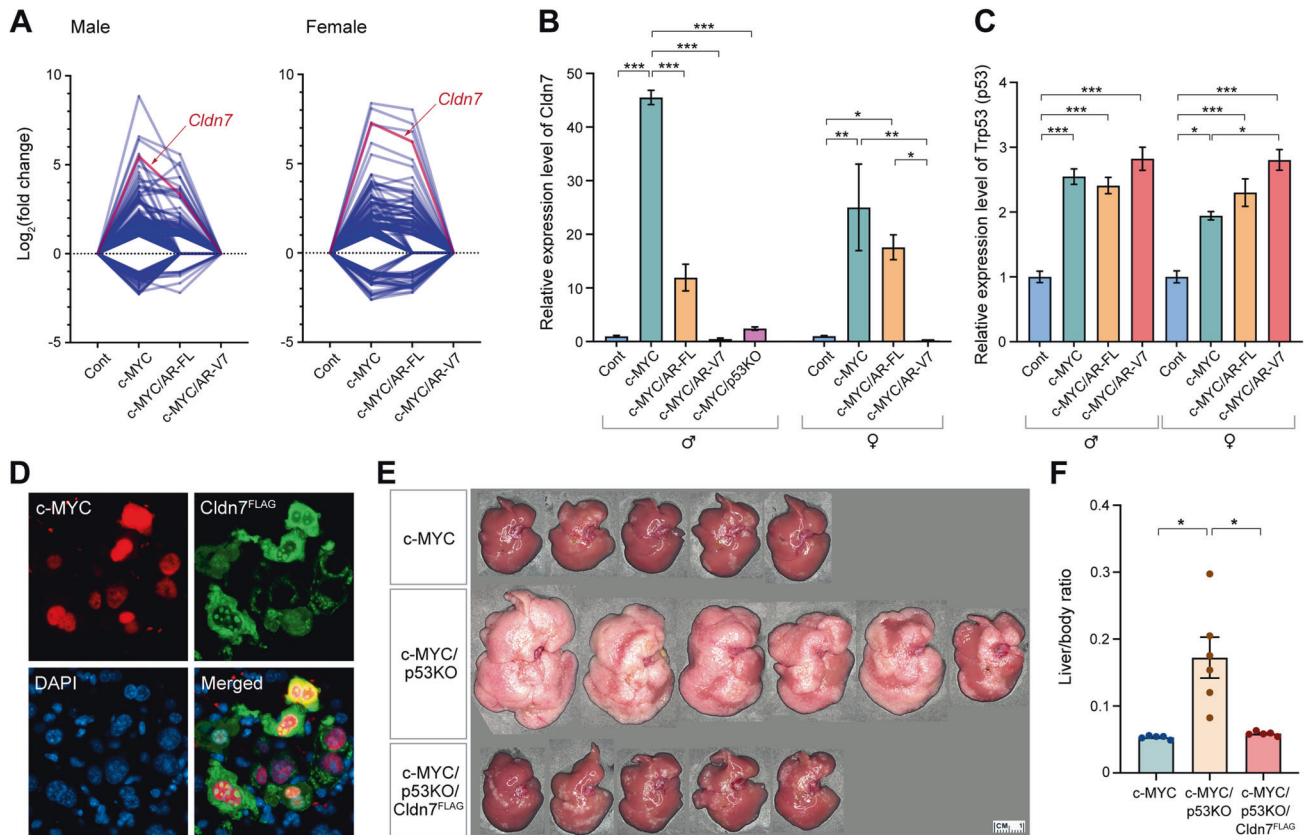 A
Male
Female
Log2(fold change)
10
5
0
-5
Cldn7
Cont
c-MYC
c-MYC/AR-FL
c-MYC/AR-V7
10
5
0
-5
Cldn7
Cont
c-MYC
c-MYC/AR-FL
c-MYC/AR-V7
B
Relative expression level of Cldn7
50
40
30
20
10
0
***
***
*** ***
*
** **
*
Cont
c-MYC
c-MYC/AR-FL
c-MYC/AR-V7
c-MYC/p53KO
♂
Cont
c-MYC
c-MYC/AR-FL
c-MYC/AR-V7
♀
C
Relative expression level of Trp53 (p53)
4
3
2
1
0
*** ***
*** ***
*** * *
Cont
c-MYC
c-MYC/AR-FL
c-MYC/AR-V7
♂
Cont
c-MYC
c-MYC/AR-FL
c-MYC/AR-V7
♀
D
c-MYC
Cldn7FLAG
DAPI
Merged
E
c-MYC
c-MYC/
p53KO
c-MYC/
p53KO/
Cldn7FLAG
CM 1
F
Liver/body ratio
0.4
0.3
0.2
0.1
0
* *
c-MYC
c-MYC/
p53KO
c-MYC/
p53KO/
Cldn7FLAG